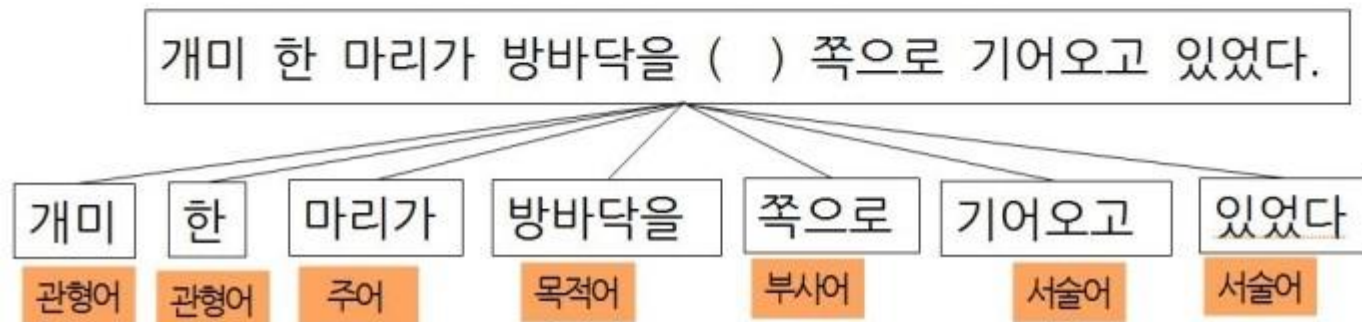 개미 한 마리가 방바닥을 ( ) 쪽으로 기어오고 있었다.
개미 한 마리가 방바닥을 쪽으로 기어오고 있었다
관형어 관형어 주어 목적어 부사어 서술어 서술어